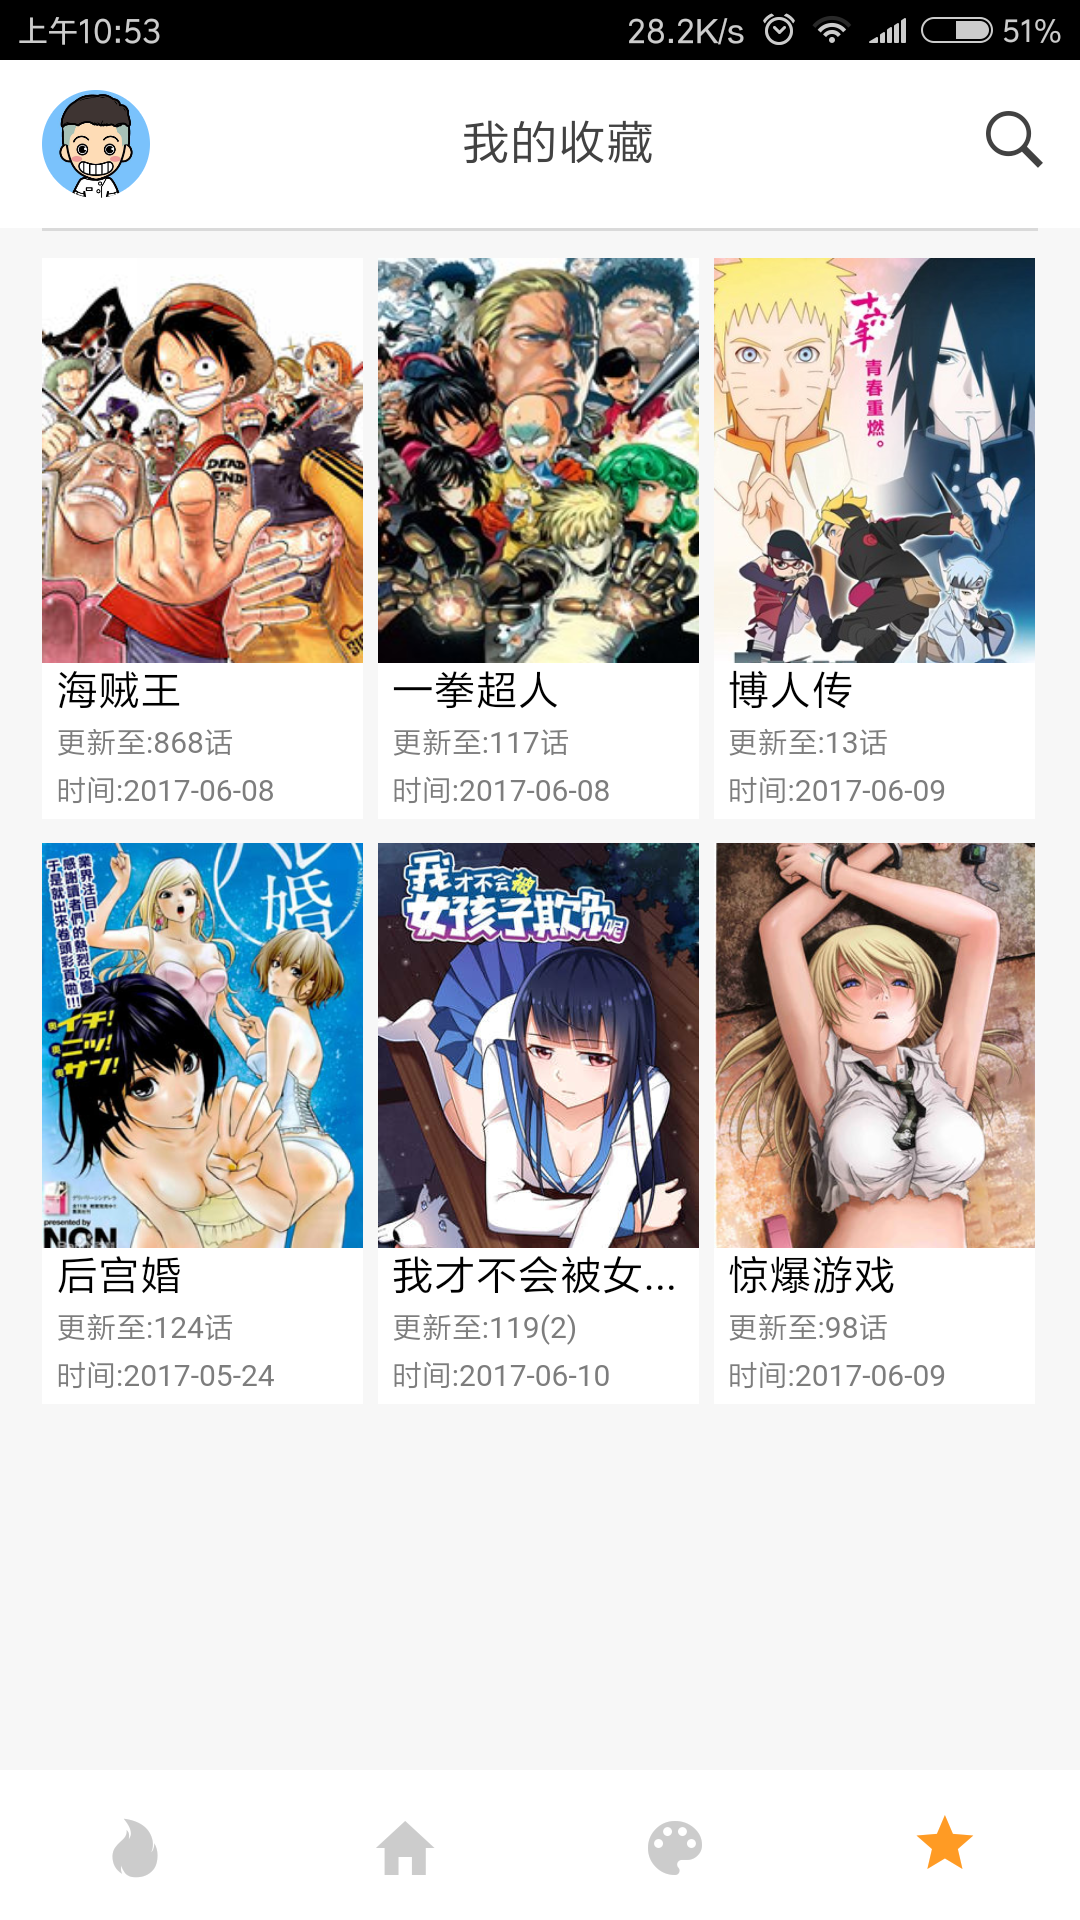 上午10:53
28.2K/s
51%
我的收藏
DEAD
END!
十六年
青春重燃。
海贼王
一拳超人
博人传
更新至:868话
更新至:117话
更新至:13话
时间:2017-06-08
时间:2017-06-08
时间:2017-06-09
業界注目!
感謝讀者們的熱烈反響
于是就出來卷頭彩頁啦!!!
婚
イチ!
ニッ!
サン!
presented by
NON
我才不会被
女孩子欺负呢
后宫婚
我才不会被女...
惊爆游戏
更新至:124话
更新至:119(2)
更新至:98话
时间:2017-05-24
时间:2017-06-10
时间:2017-06-09